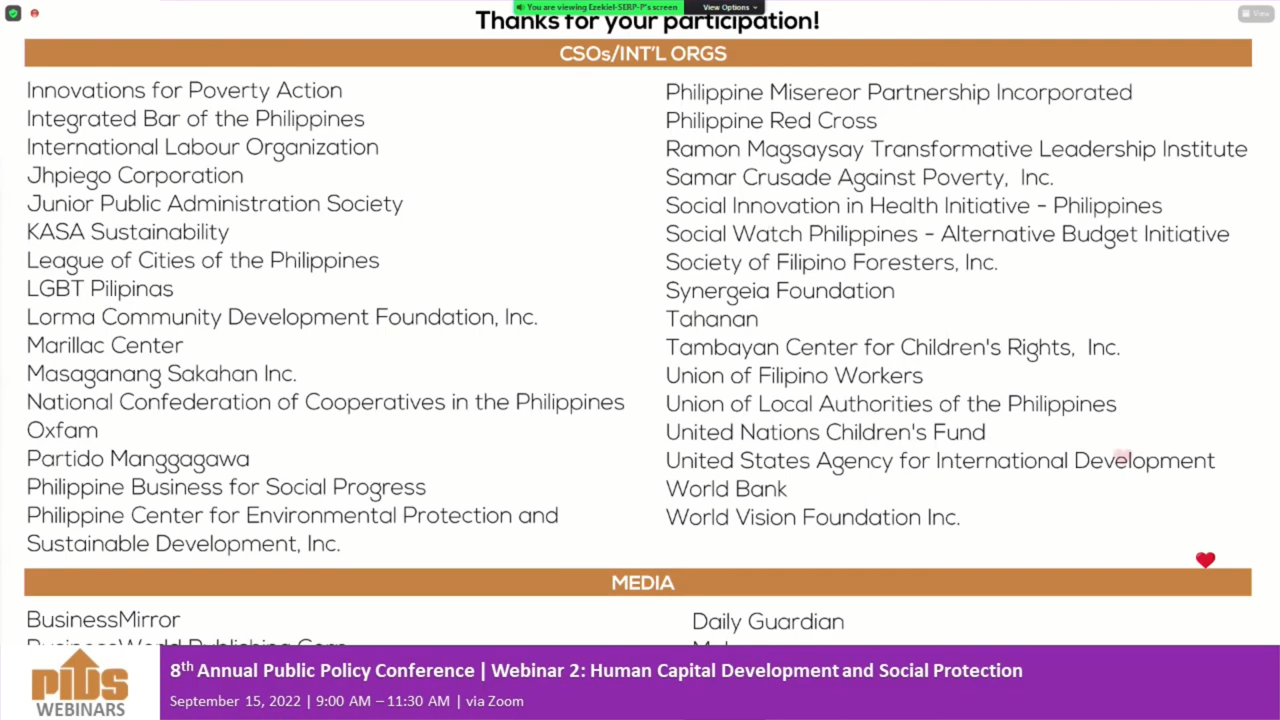 You are viewing Ezekiel-SERP-P's screen
View Options
View
Thanks for your participation!
CSOs/INT'L ORGS
Innovations for Poverty Action
Integrated Bar of the Philippines
International Labour Organization
Jhpiego Corporation
Junior Public Administration Society
KASA Sustainability
League of Cities of the Philippines
LGBT Pilipinas
Lorma Community Development Foundation, Inc.
Marillac Center
Masaganang Sakahan Inc.
National Confederation of Cooperatives in the Philippines
Oxfam
Partido Manggagawa
Philippine Business for Social Progress
Philippine Center for Environmental Protection and
Sustainable Development, Inc.
Philippine Misereor Partnership Incorporated
Philippine Red Cross
Ramon Magsaysay Transformative Leadership Institute
Samar Crusade Against Poverty, Inc.
Social Innovation in Health Initiative - Philippines
Social Watch Philippines - Alternative Budget Initiative
Society of Filipino Foresters, Inc.
Synergeia Foundation
Tahanan
Tambayan Center for Children's Rights, Inc.
Union of Filipino Workers
Union of Local Authorities of the Philippines
United Nations Children's Fund
United States Agency for International Development
World Bank
World Vision Foundation Inc.
MEDIA
BusinessMirror
BusinessWorld Publishing Corp
Daily Guardian
PIDS
WEBINARS
8th Annual Public Policy Conference | Webinar 2: Human Capital Development and Social Protection
September 15, 2022 | 9:00 AM – 11:30 AM | via Zoom